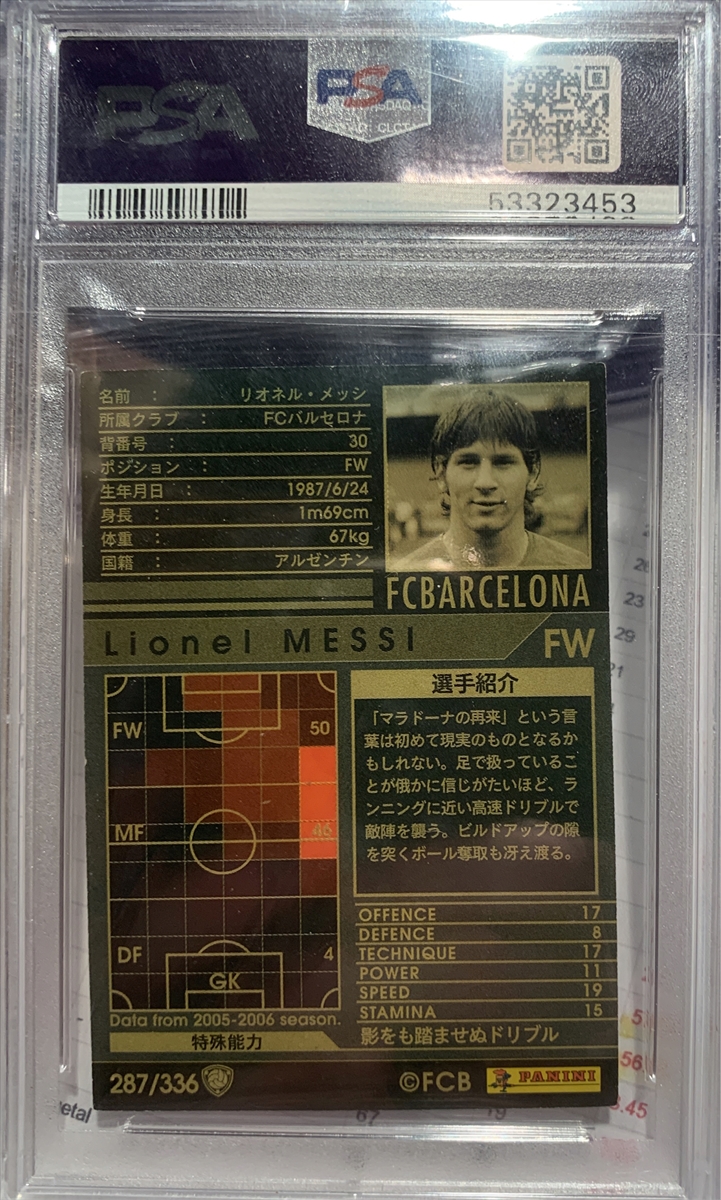 PSA
PSA
53323453
名前 : リオネル・メッシ
所属クラブ : FCバルセロナ
背番号 : 30
ポジション : FW
生年月日 : 1987/6/24
身長 : 1m69cm
体重 : 67kg
国籍 : アルゼンチン
FCBARCELONA
Lionel MESSI FW
FW 50
MF 46
DF 4
GK
Data from 2005-2006 season.
特殊能力
選手紹介
「マラドーナの再来」という言
葉は初めて現実のものとなるか
もしれない。足で扱っているこ
とが俄かに信じがたいほど、ラ
ンニングに近い高速ドリブルで
敵陣を襲う。ビルドアップの隙
を突くボール奪取も冴え渡る。
OFFENCE 17
DEFENCE 8
TECHNIQUE 17
POWER 11
SPEED 19
STAMINA 15
影をも踏ませぬドリブル
287/336 ©FCB PANINI
23
29
56
3.45
etal 67 19